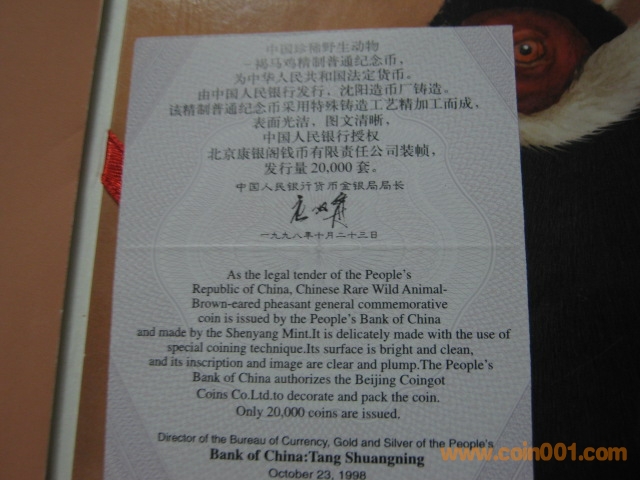 中国珍稀野生动物
－褐马鸡精制普通纪念币，
为中华人民共和国法定货币。
由中国人民银行发行，沈阳造币厂铸造。
该精制普通纪念币采用特殊铸造工艺精加工而成，
表面光洁、图文清晰，
中国人民银行授权
北京康银阁钱币有限责任公司装帧，
发行量 20,000 套。
中国人民银行货币金银局局长
一九九八年十月二十三日
As the legal tender of the People's
Republic of China, Chinese Rare Wild Animal-
Brown-eared pheasant general commemorative
coin is issued by the People's Bank of China
and made by the Shenyang Mint.It is delicately made with the use of
special coining technique.Its surface is bright and clean,
and its inscription and image are clear and plump.The People's
Bank of China authorizes the Beijing Coingot
Coins Co.Ltd.to decorate and pack the coin.
Only 20,000 coins are issued.
Director of the Bureau of Currency, Gold and Silver of the People's
Bank of China:Tang Shuangning
October 23, 1998
www.coin001.com